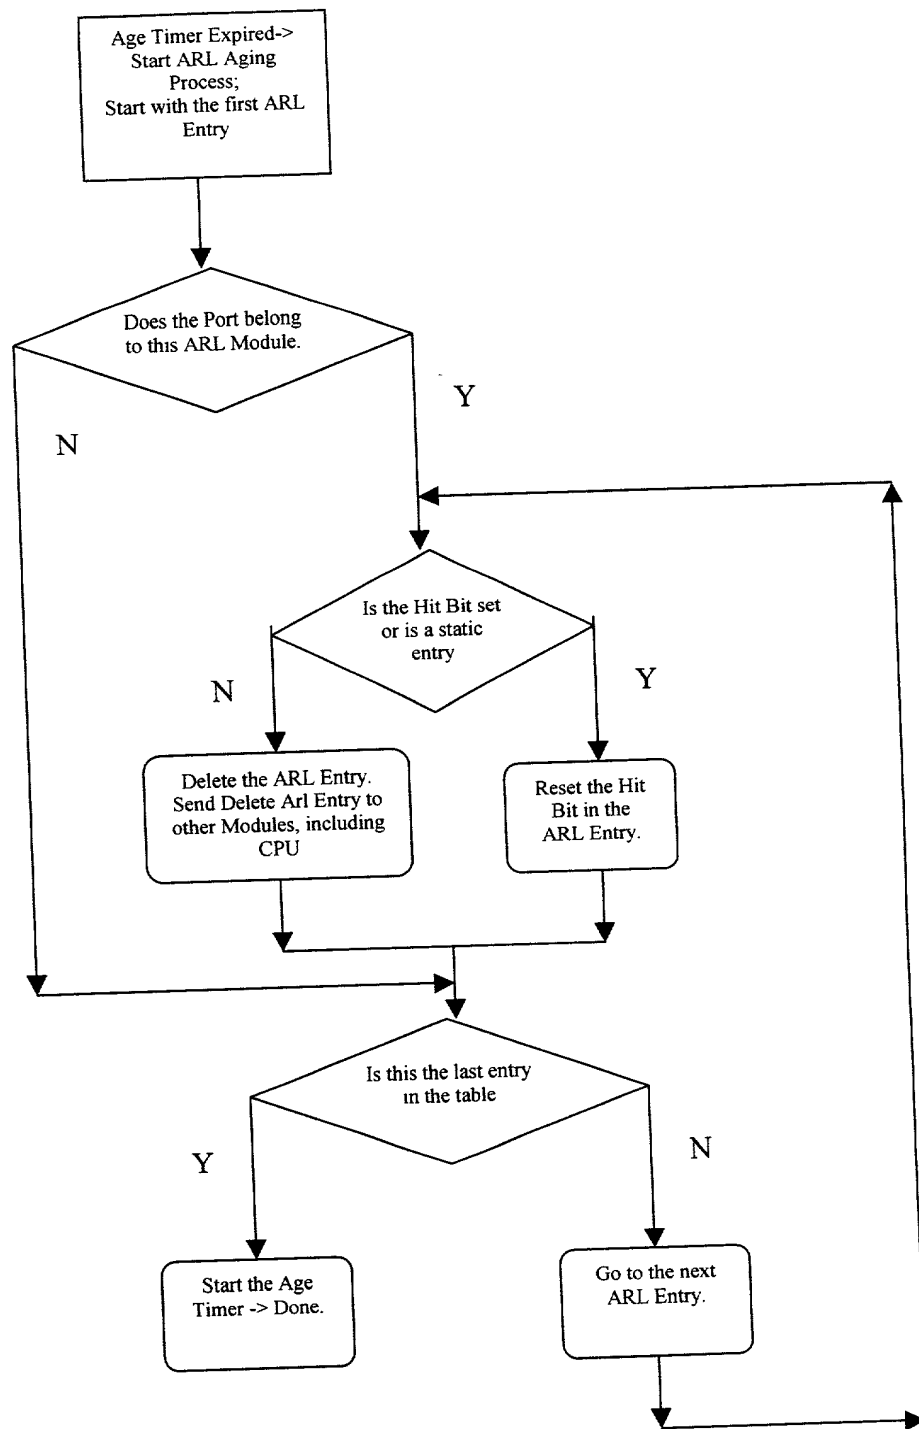 Age Timer Expired->
Start ARL Aging
Process;
Start with the first ARL
Entry
Does the Port belong
to this ARL Module.
Y
N
Is the Hit Bit set
or is a static
entry
N
Y
Delete the ARL Entry.
Send Delete Arl Entry to
other Modules, including
CPU
Reset the Hit
Bit in the
ARL Entry.
Is this the last entry
in the table
Y
N
Start the Age
Timer -> Done.
Go to the next
ARL Entry.